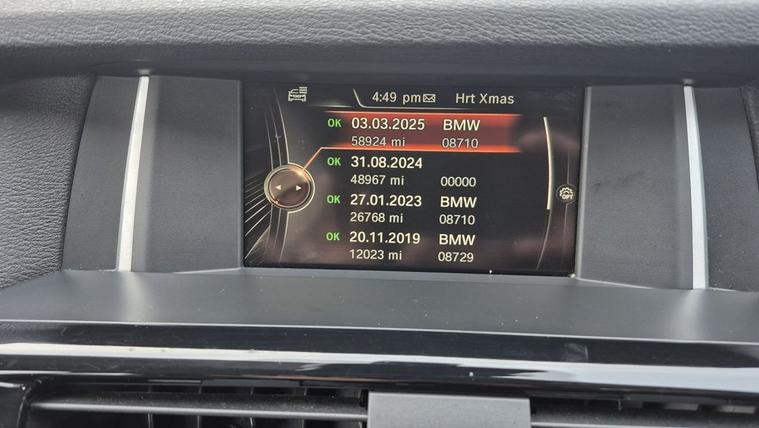 4:49 pm Hrt Xmas
OK 03.03.2025 BMW
58924 mi 08710
OK 31.08.2024
48967 mi 00000
OK 27.01.2023 BMW
26768 mi 08710
OK 20.11.2019 BMW
12023 mi 08729
OPT